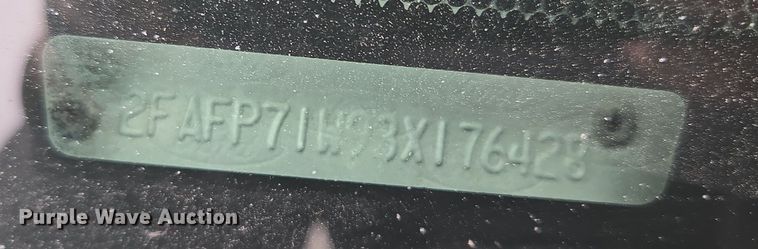 2FAFP71W93X176428
Purple Wave Auction